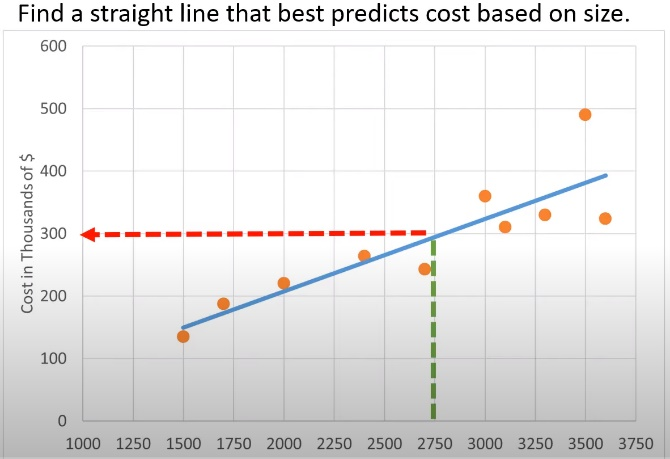 Find a straight line that best predicts cost based on size.
600
500
400
300
200
100
0
Cost in Thousands of $
1000 1250 1500 1750 2000 2250 2500 2750 3000 3250 3500 3750